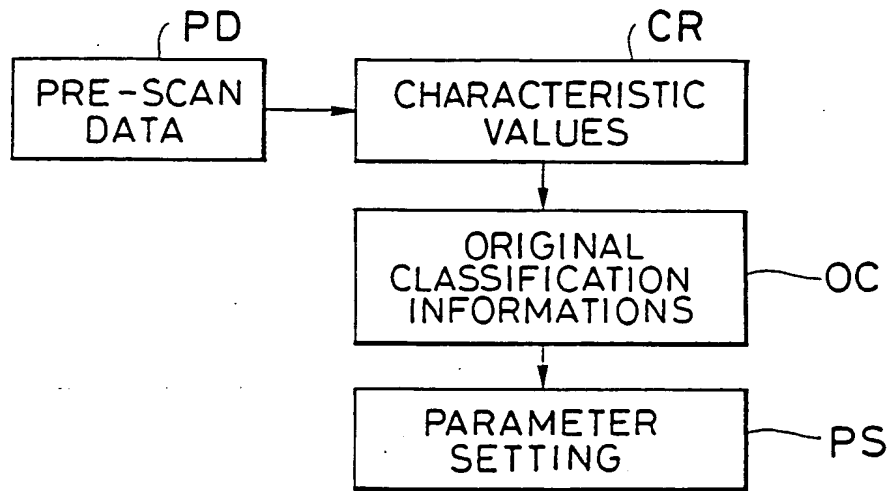 PD
CR
PRE-SCAN
DATA
CHARACTERISTIC
VALUES
ORIGINAL
CLASSIFICATION
INFORMATIONS
OC
PARAMETER
SETTING
PS